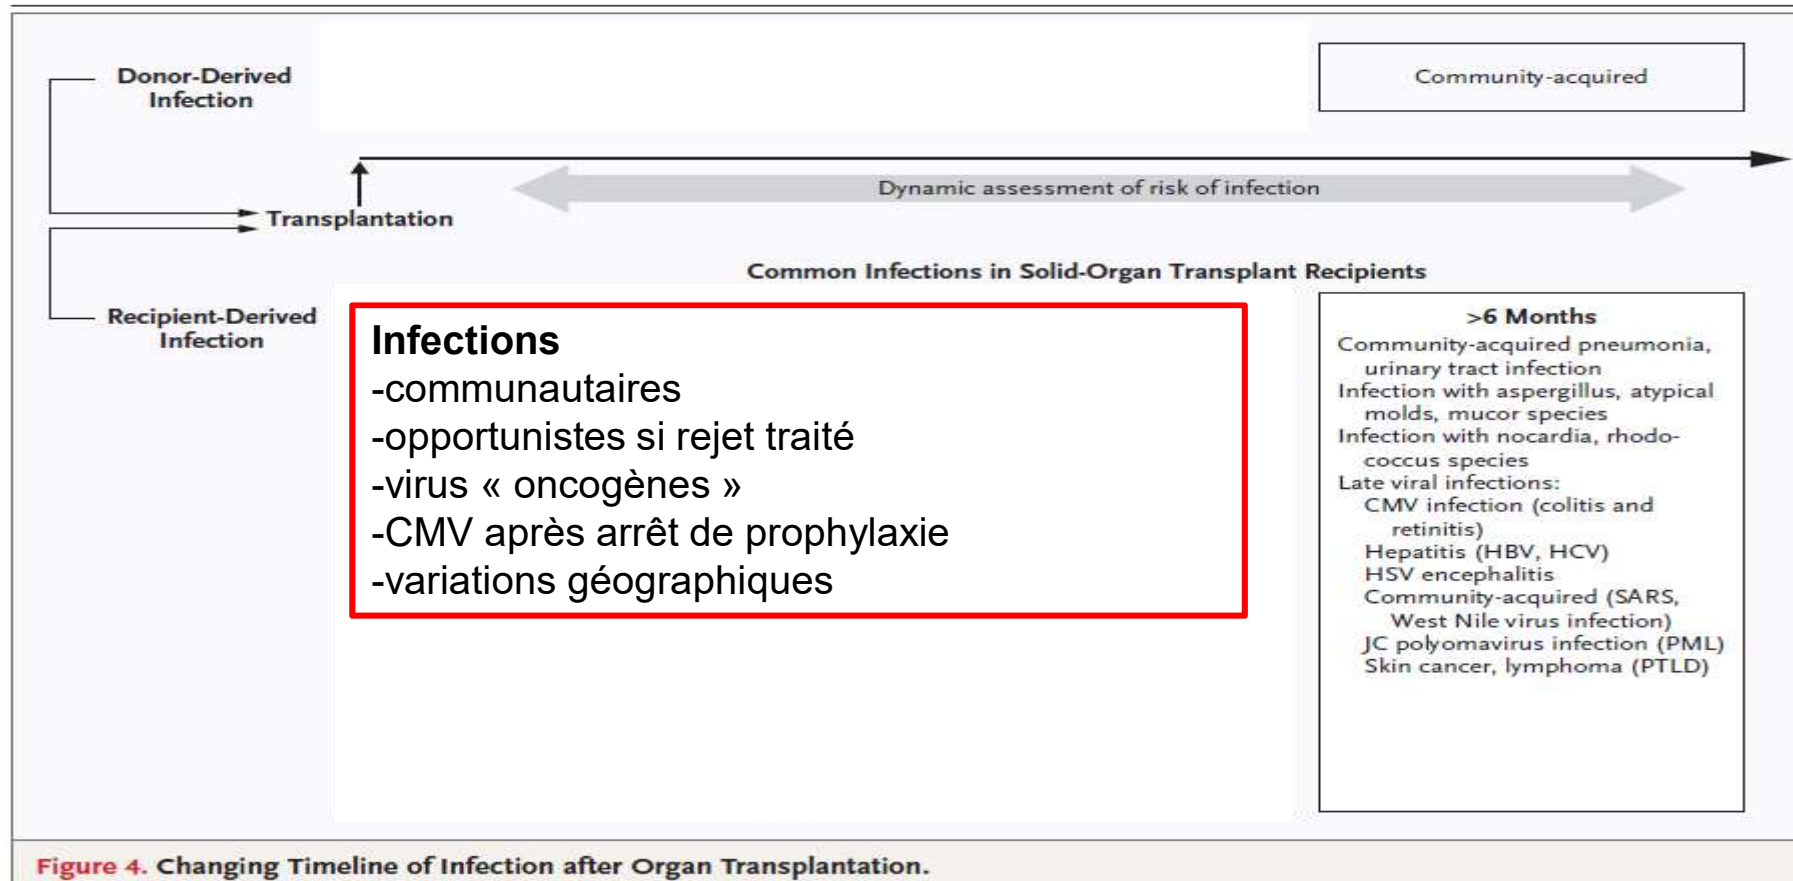 Donor-Derived
Infection
Community-acquired
Dynamic assessment of risk of infection
Transplantation
Common Infections in Solid-Organ Transplant Recipients
Recipient-Derived
Infection
Infections
-communautaires
-opportunistes si rejet traité
-virus « oncogènes »
-CMV après arrêt de prophylaxie
-variations géographiques
>6 Months
Community-acquired pneumonia,
urinary tract infection
Infection with aspergillus, atypical
molds, mucor species
Infection with nocardia, rhodo-
coccus species
Late viral infections:
CMV infection (colitis and
retinitis)
Hepatitis (HBV, HCV)
HSV encephalitis
Community-acquired (SARS,
West Nile virus infection)
JC polyomavirus infection (PML)
Skin cancer, lymphoma (PTLD)
Figure 4. Changing Timeline of Infection after Organ Transplantation.